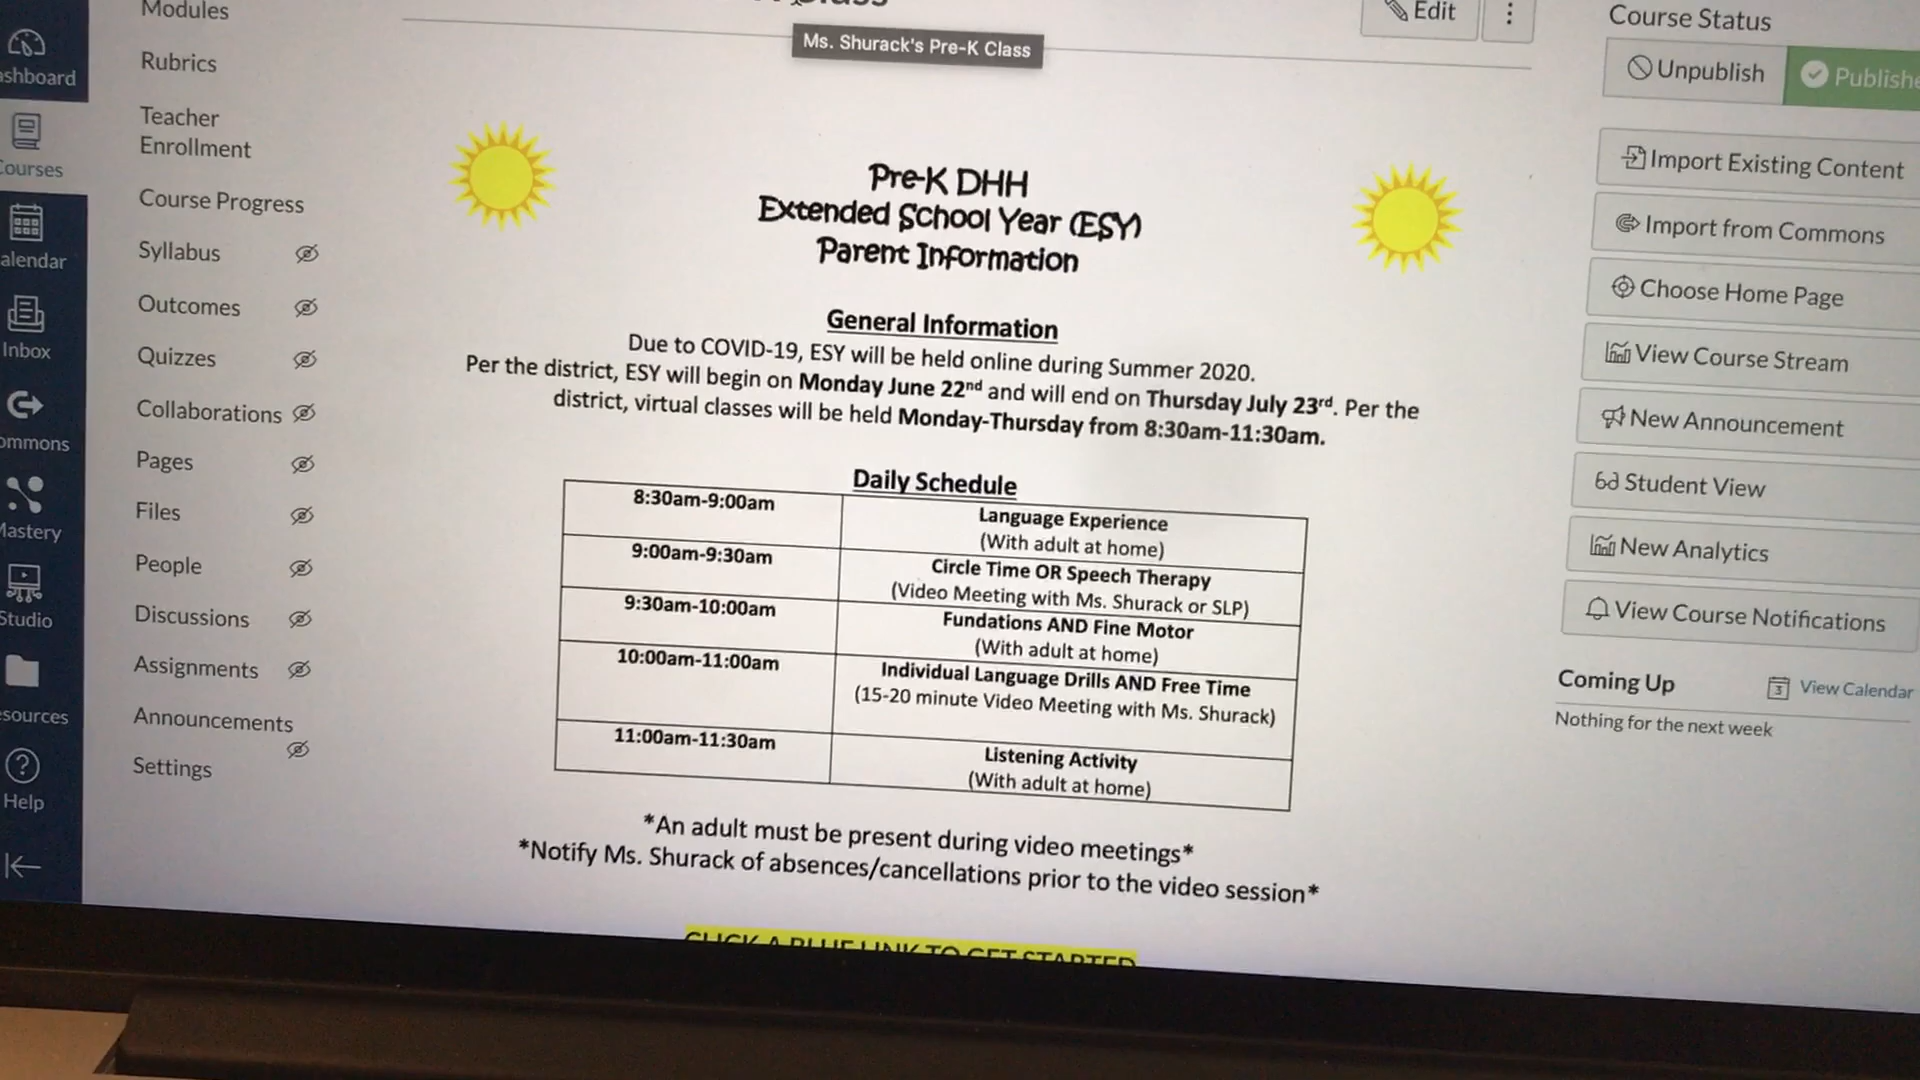 Modules
Rubrics
Teacher
Enrollment
Course Progress
Syllabus
Outcomes
Quizzes
Collaborations
Pages
Files
People
Discussions
Assignments
Announcements
Settings
Inbox
Studio
Help
Ms. Shurack's Pre-K Class
Edit
Pre-K DHH
Extended School Year (ESY)
Parent Information
General Information
Due to COVID-19, ESY will be held online during Summer 2020.
Per the district, ESY will begin on Monday June 22nd and will end on Thursday July 23rd. Per the
district, virtual classes will be held Monday-Thursday from 8:30am-11:30am.
Daily Schedule
8:30am-9:00am
Language Experience
(With adult at home)
9:00am-9:30am
Circle Time OR Speech Therapy
(Video Meeting with Ms. Shurack or SLP)
9:30am-10:00am
Fundations AND Fine Motor
(With adult at home)
10:00am-11:00am
Individual Language Drills AND Free Time
(15-20 minute Video Meeting with Ms. Shurack)
11:00am-11:30am
Listening Activity
(With adult at home)
*An adult must be present during video meetings*
*Notify Ms. Shurack of absences/cancellations prior to the video session*
CLICK A BLUE LINK TO GET STARTED
Course Status
Unpublish
Import Existing Content
Import from Commons
Choose Home Page
View Course Stream
New Announcement
Student View
New Analytics
View Course Notifications
Coming Up
3 View Calendar
Nothing for the next week